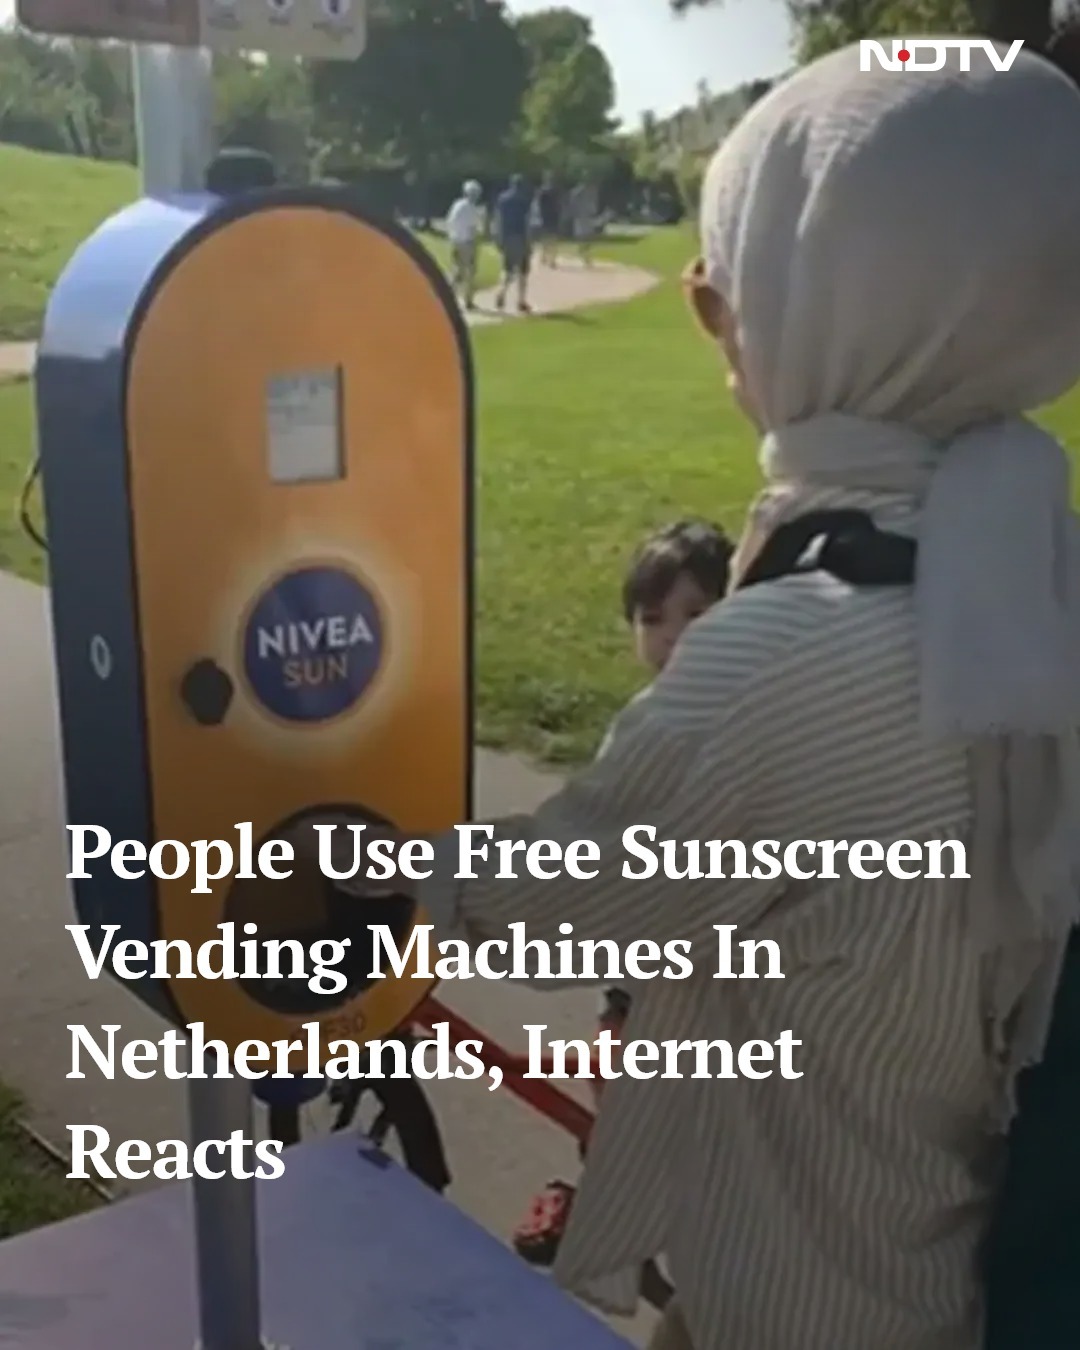 NDTV
NIVEA
SUN
People Use Free Sunscreen
Vending Machines In
Netherlands, Internet
Reacts